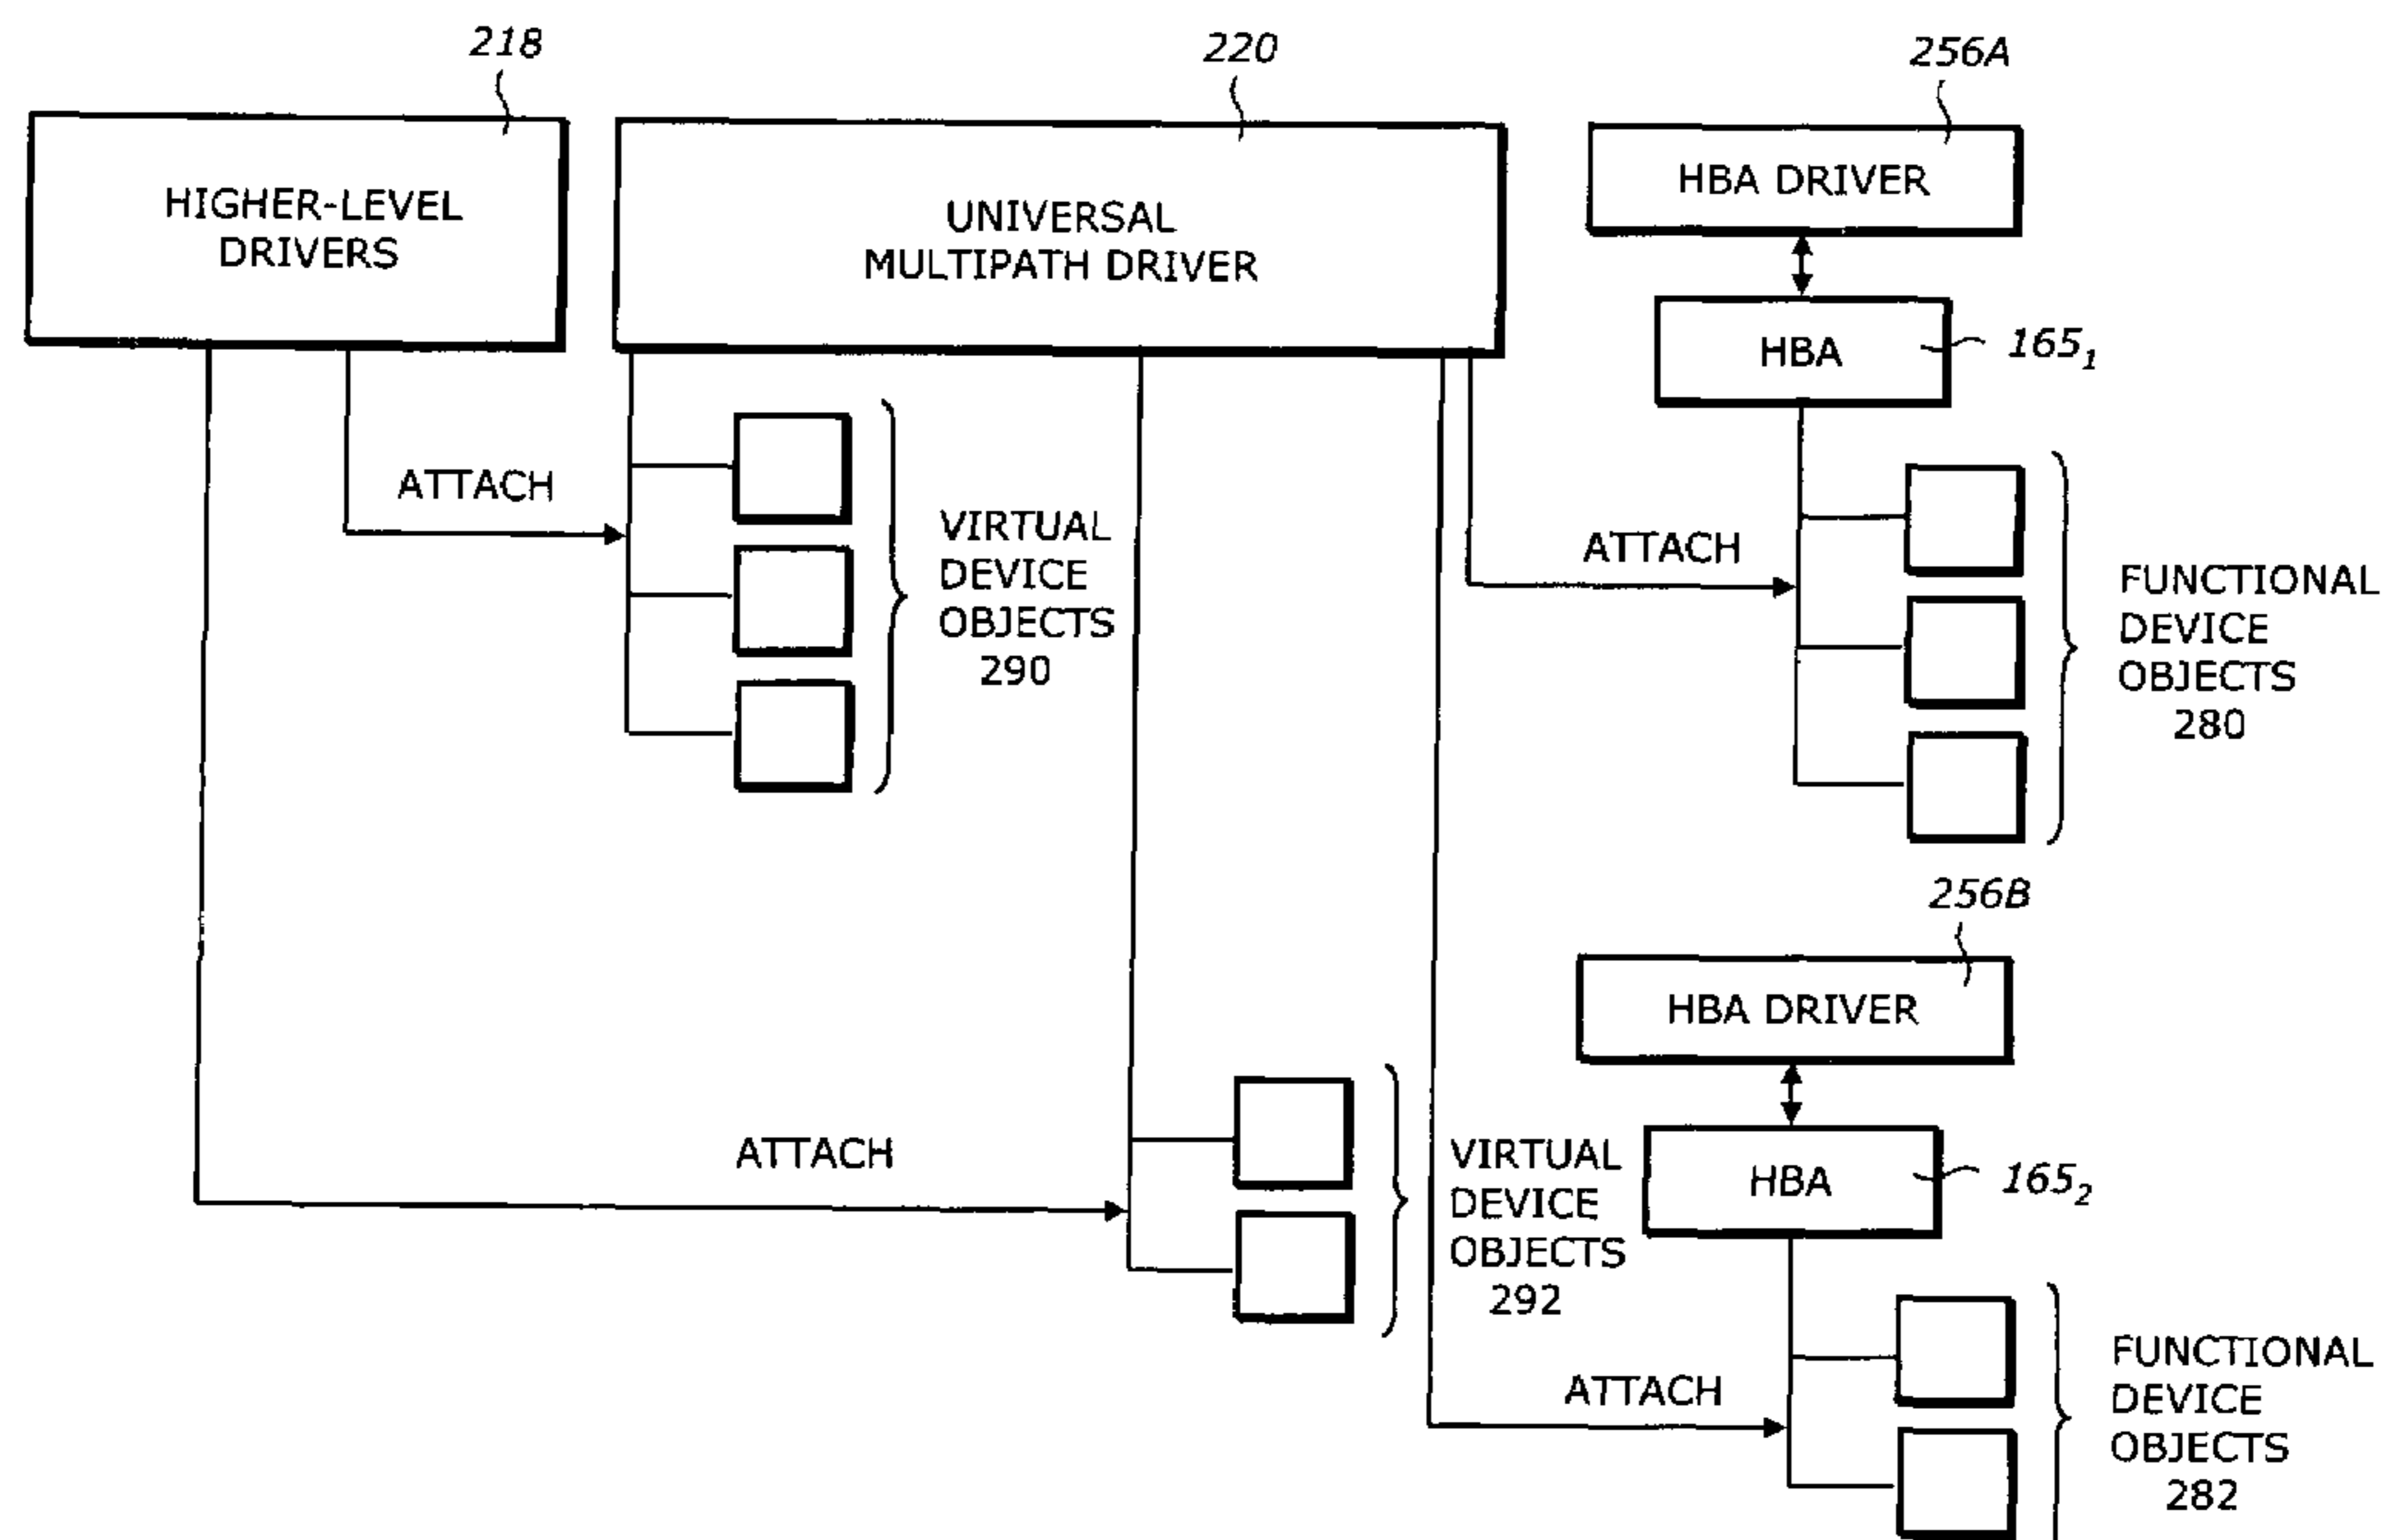 218
220
256A
HIGHER-LEVEL
DRIVERS
UNIVERSAL
MULTIPATH DRIVER
HBA DRIVER
HBA
165₁
ATTACH
VIRTUAL
DEVICE
OBJECTS
290
ATTACH
FUNCTIONAL
DEVICE
OBJECTS
280
256B
HBA DRIVER
HBA
165₂
ATTACH
VIRTUAL
DEVICE
OBJECTS
292
ATTACH
FUNCTIONAL
DEVICE
OBJECTS
282